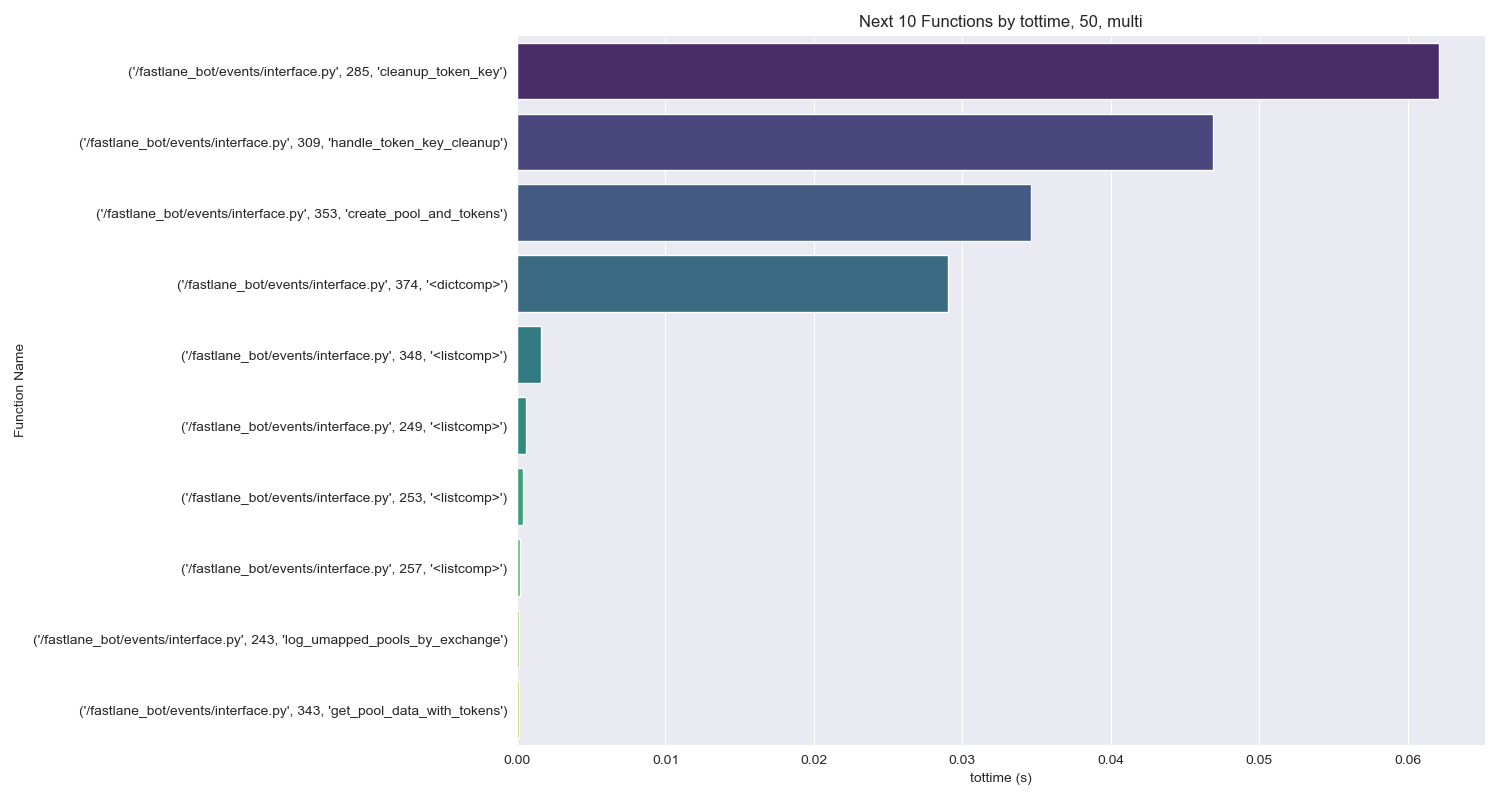 Next 10 Functions by tottime, 50, multi
('/fastlane_bot/events/interface.py', 285, 'cleanup_token_key')
('/fastlane_bot/events/interface.py', 309, 'handle_token_key_cleanup')
('/fastlane_bot/events/interface.py', 353, 'create_pool_and_tokens')
('/fastlane_bot/events/interface.py', 374, '<dictcomp>')
('/fastlane_bot/events/interface.py', 348, '<listcomp>')
('/fastlane_bot/events/interface.py', 249, '<listcomp>')
('/fastlane_bot/events/interface.py', 253, '<listcomp>')
('/fastlane_bot/events/interface.py', 257, '<listcomp>')
('/fastlane_bot/events/interface.py', 243, 'log_umapped_pools_by_exchange')
('/fastlane_bot/events/interface.py', 343, 'get_pool_data_with_tokens')
Function Name
0.00 0.01 0.02 0.03 0.04 0.05 0.06
tottime (s)